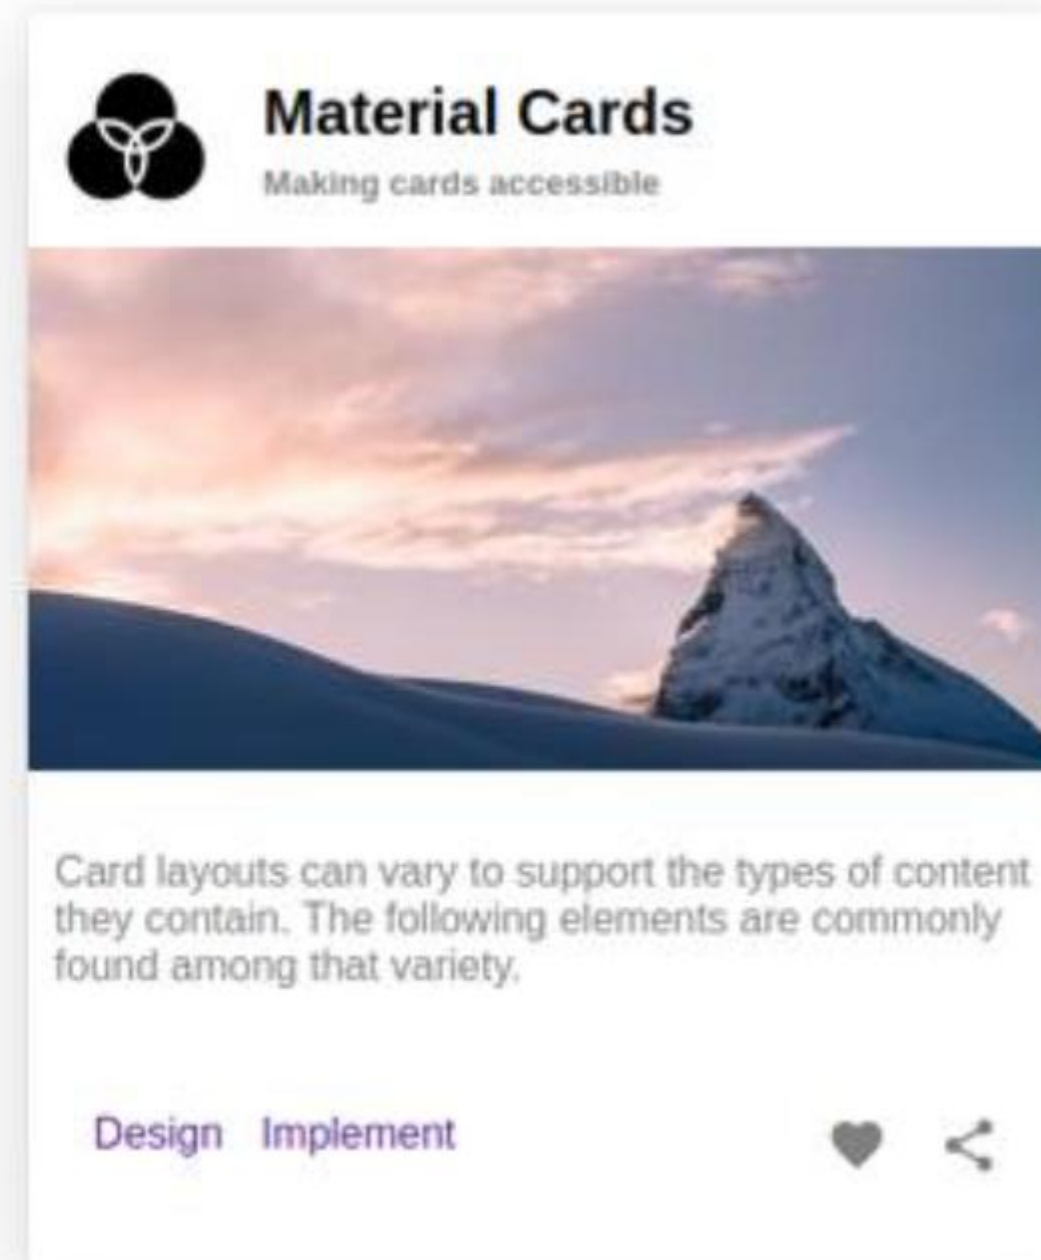 Material Cards
Making cards accessible
Card layouts can vary to support the types of content
they contain. The following elements are commonly
found among that variety.
Design Implement